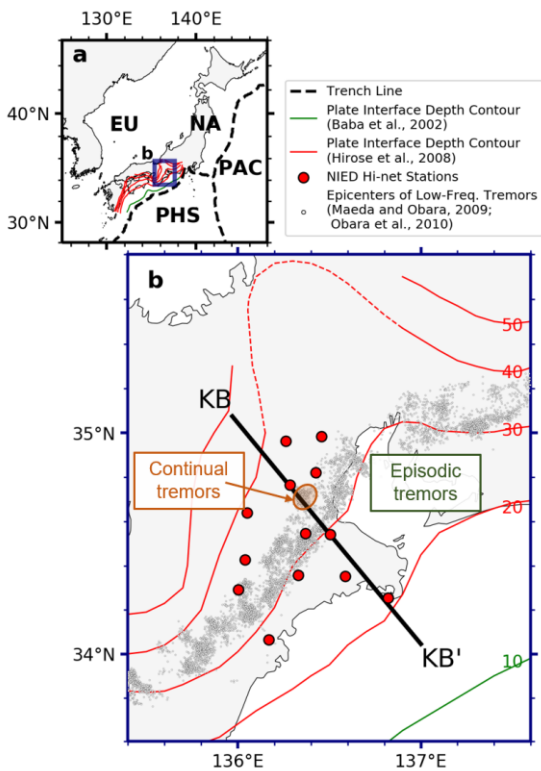 130°E 140°E
a
40°N
30°N
EU
NA
b
PAC
PHS
Trench Line
Plate Interface Depth Contour
(Baba et al., 2002)
Plate Interface Depth Contour
(Hirose et al., 2008)
NIED Hi-net Stations
Epicenters of Low-Freq. Tremors
(Maeda and Obara, 2009;
Obara et al., 2010)
b
50
40
KB
35°N
30
Continual
tremors
Episodic
tremors
20
34°N
KB'
10
136°E 137°E